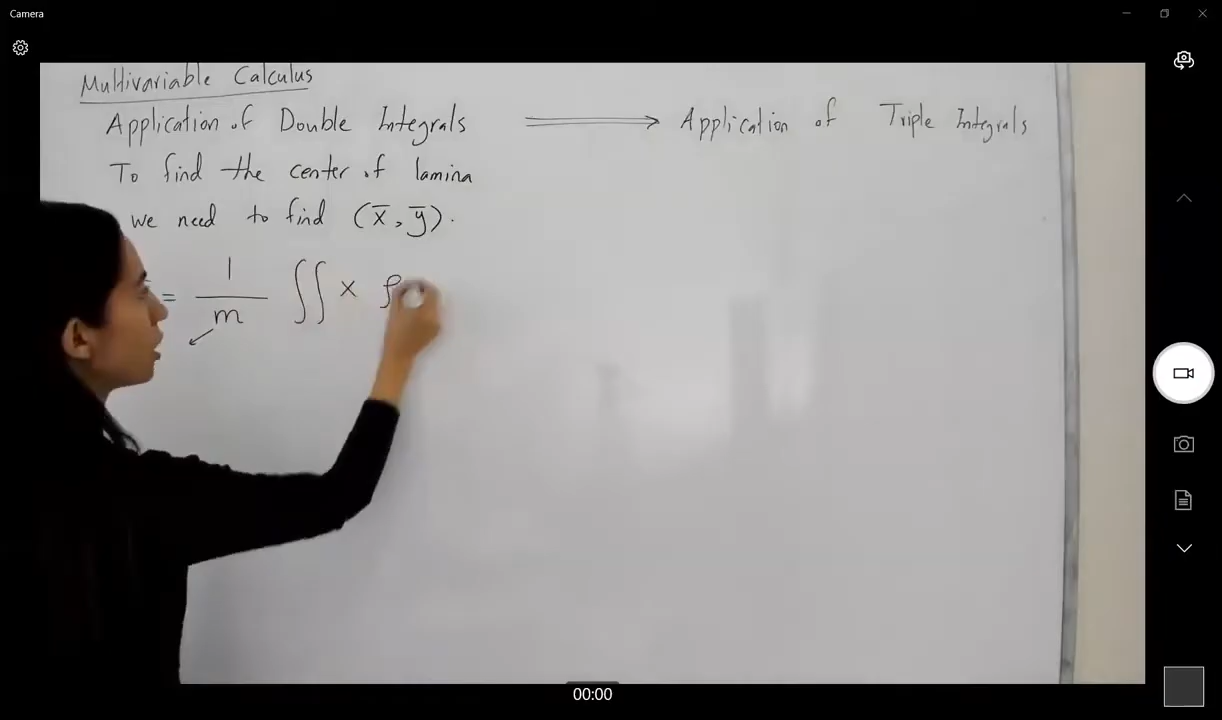 Camera
Multivariable Calculus
Application of Double Integrals ⟹ Application of Triple Integrals
To find the center of lamina
we need to find (x̄, ȳ).
= 1/m ∬ x ρ
00:00